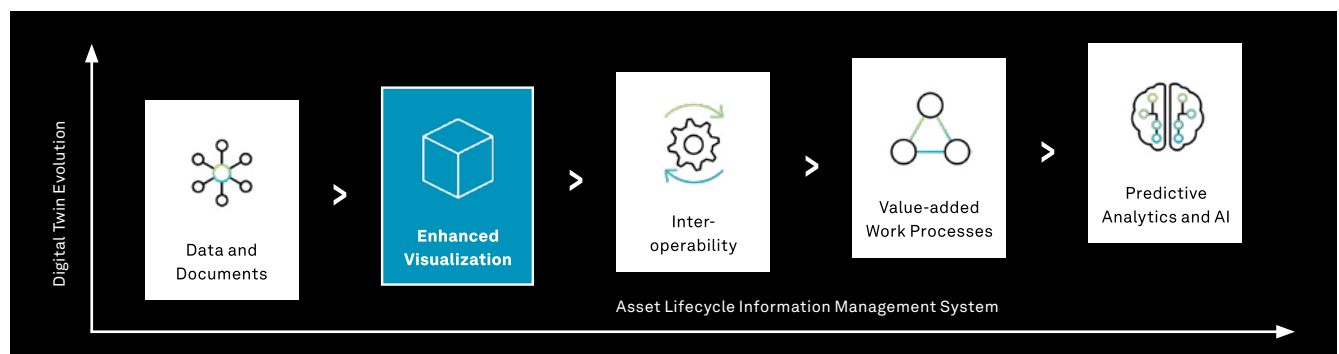 Digital Twin Evolution
Data and
Documents
>
Enhanced
Visualization
>
Inter-
operability
>
Value-added
Work Processes
>
Predictive
Analytics and AI
Asset Lifecycle Information Management System